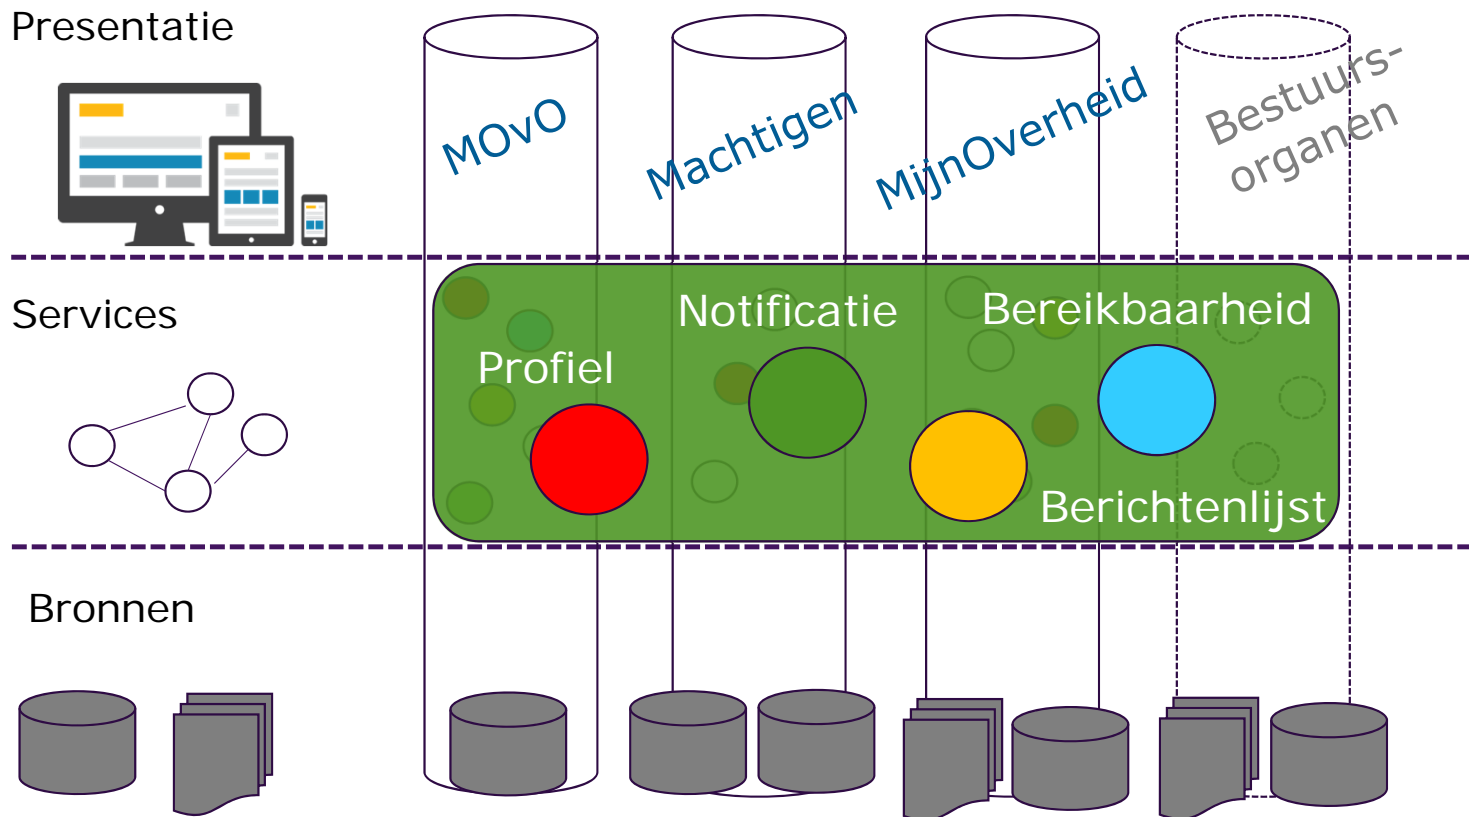 Presentatie
MOvO
Machtigen
MijnOverheid
Bestuurs-
organen
Services
Profiel
Notificatie
Bereikbaarheid
Berichtenlijst
Bronnen